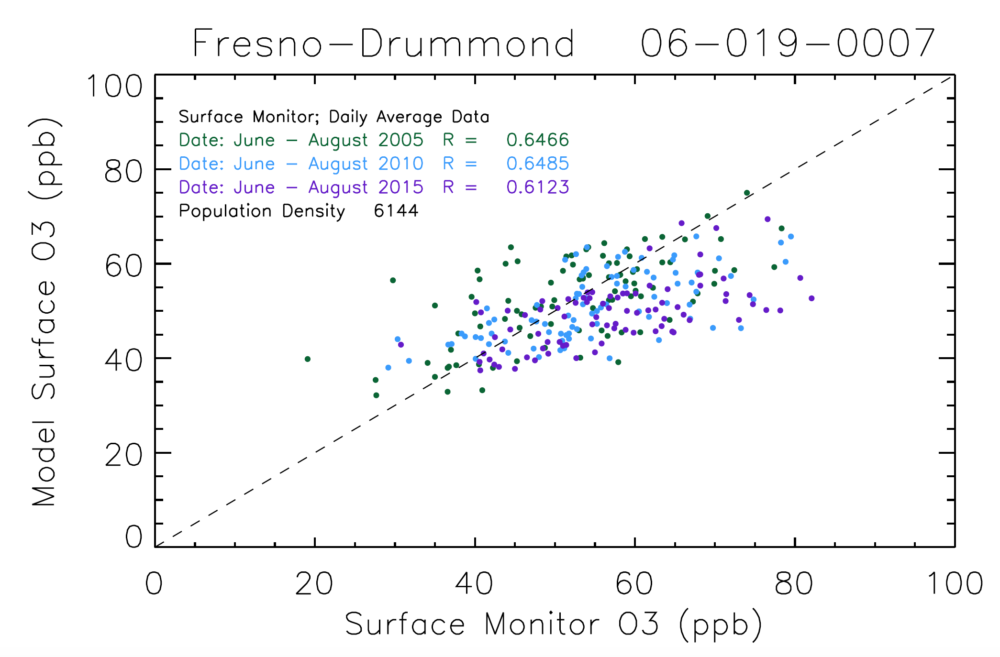 Fresno-Drummond 06-019-0007
100
80
60
40
20
0
Model Surface O3 (ppb)
Surface Monitor; Daily Average Data
Date: June - August 2005 R = 0.6466
Date: June - August 2010 R = 0.6485
Date: June - August 2015 R = 0.6123
Population Density 6144
0 20 40 60 80 100
Surface Monitor O3 (ppb)